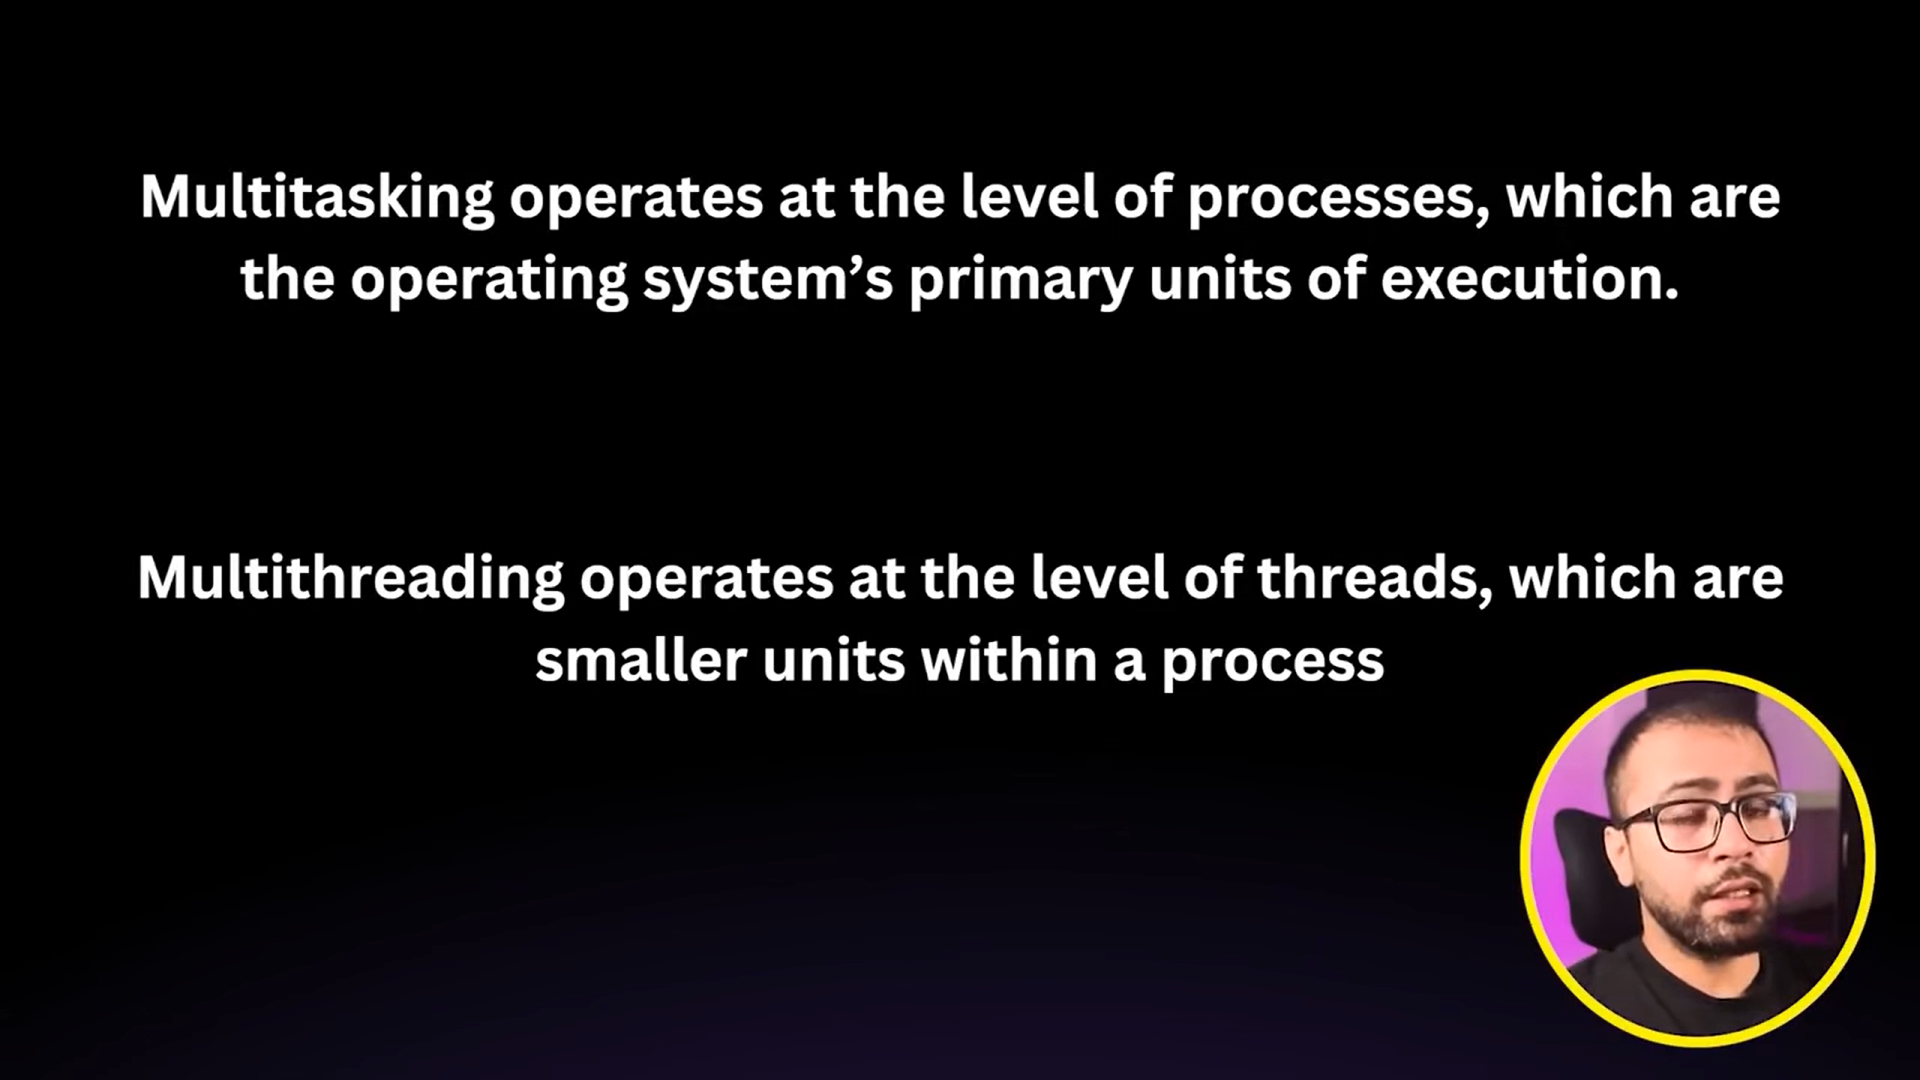 Multitasking operates at the level of processes, which are
the operating system’s primary units of execution.
Multithreading operates at the level of threads, which are
smaller units within a process